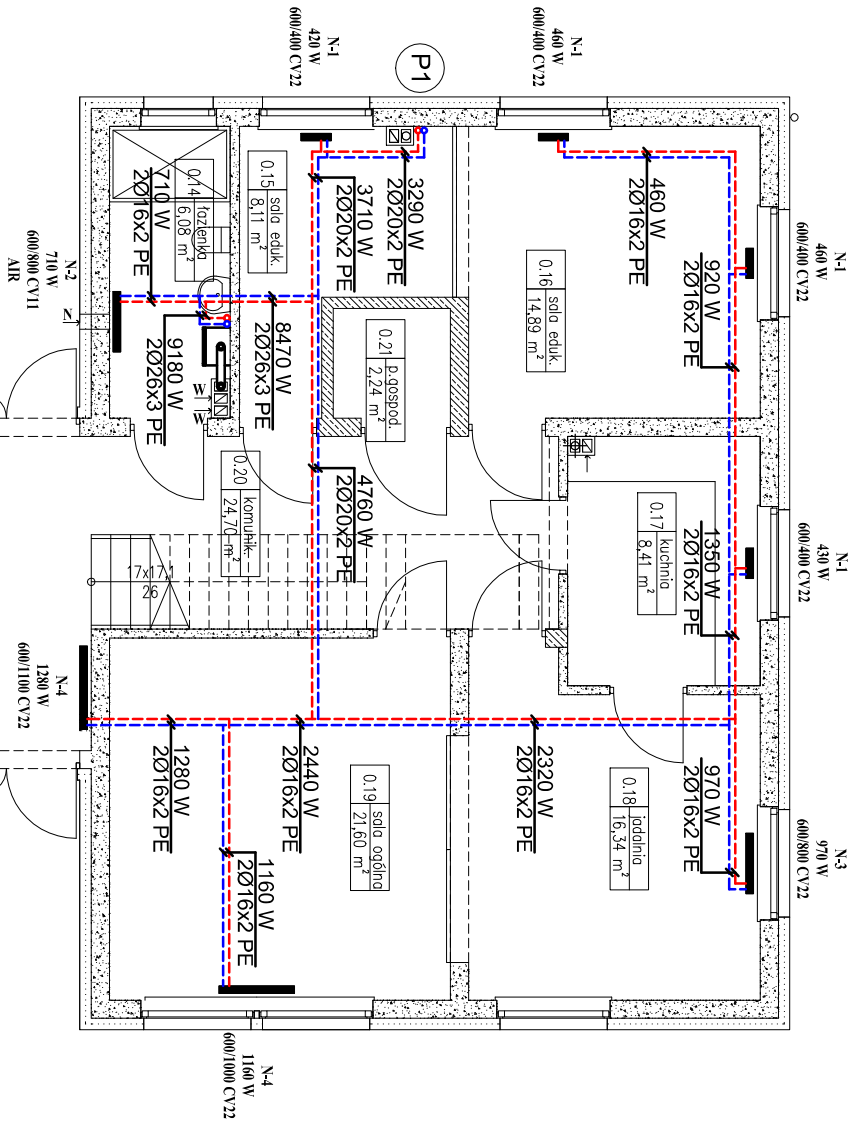 N-1
420 W
600/400 CV22
P1
N-1
460 W
600/400 CV22
N-1
460 W
600/400 CV22
N-1
430 W
600/400 CV22
N-3
970 W
600/800 CV22
N-4
1160 W
600/1000 CV22
N-4
1280 W
600/1100 CV22
N-2
710 W
600/800 CV11
AIR
N
0.14 łazienka
6,08 m²
710 W
2Ø16x2 PE
0.15 sala eduk.
8,11 m²
3710 W
2Ø20x2 PE
3290 W
2Ø20x2 PE
460 W
2Ø16x2 PE
920 W
2Ø16x2 PE
0.16 sala eduk.
14,89 m²
0.21 p.gospod.
2,24 m²
8470 W
2Ø26x3 PE
9180 W
2Ø26x3 PE
W
W
0.20 komunik.
24,70 m²
4760 W
2Ø20x2 PE
0.17 kuchnia
8,41 m²
1350 W
2Ø16x2 PE
17x17,1
26
1280 W
2Ø16x2 PE
2440 W
2Ø16x2 PE
1160 W
2Ø16x2 PE
0.19 sala ogólna
21,60 m²
2320 W
2Ø16x2 PE
0.18 jadalnia
16,34 m²
970 W
2Ø16x2 PE